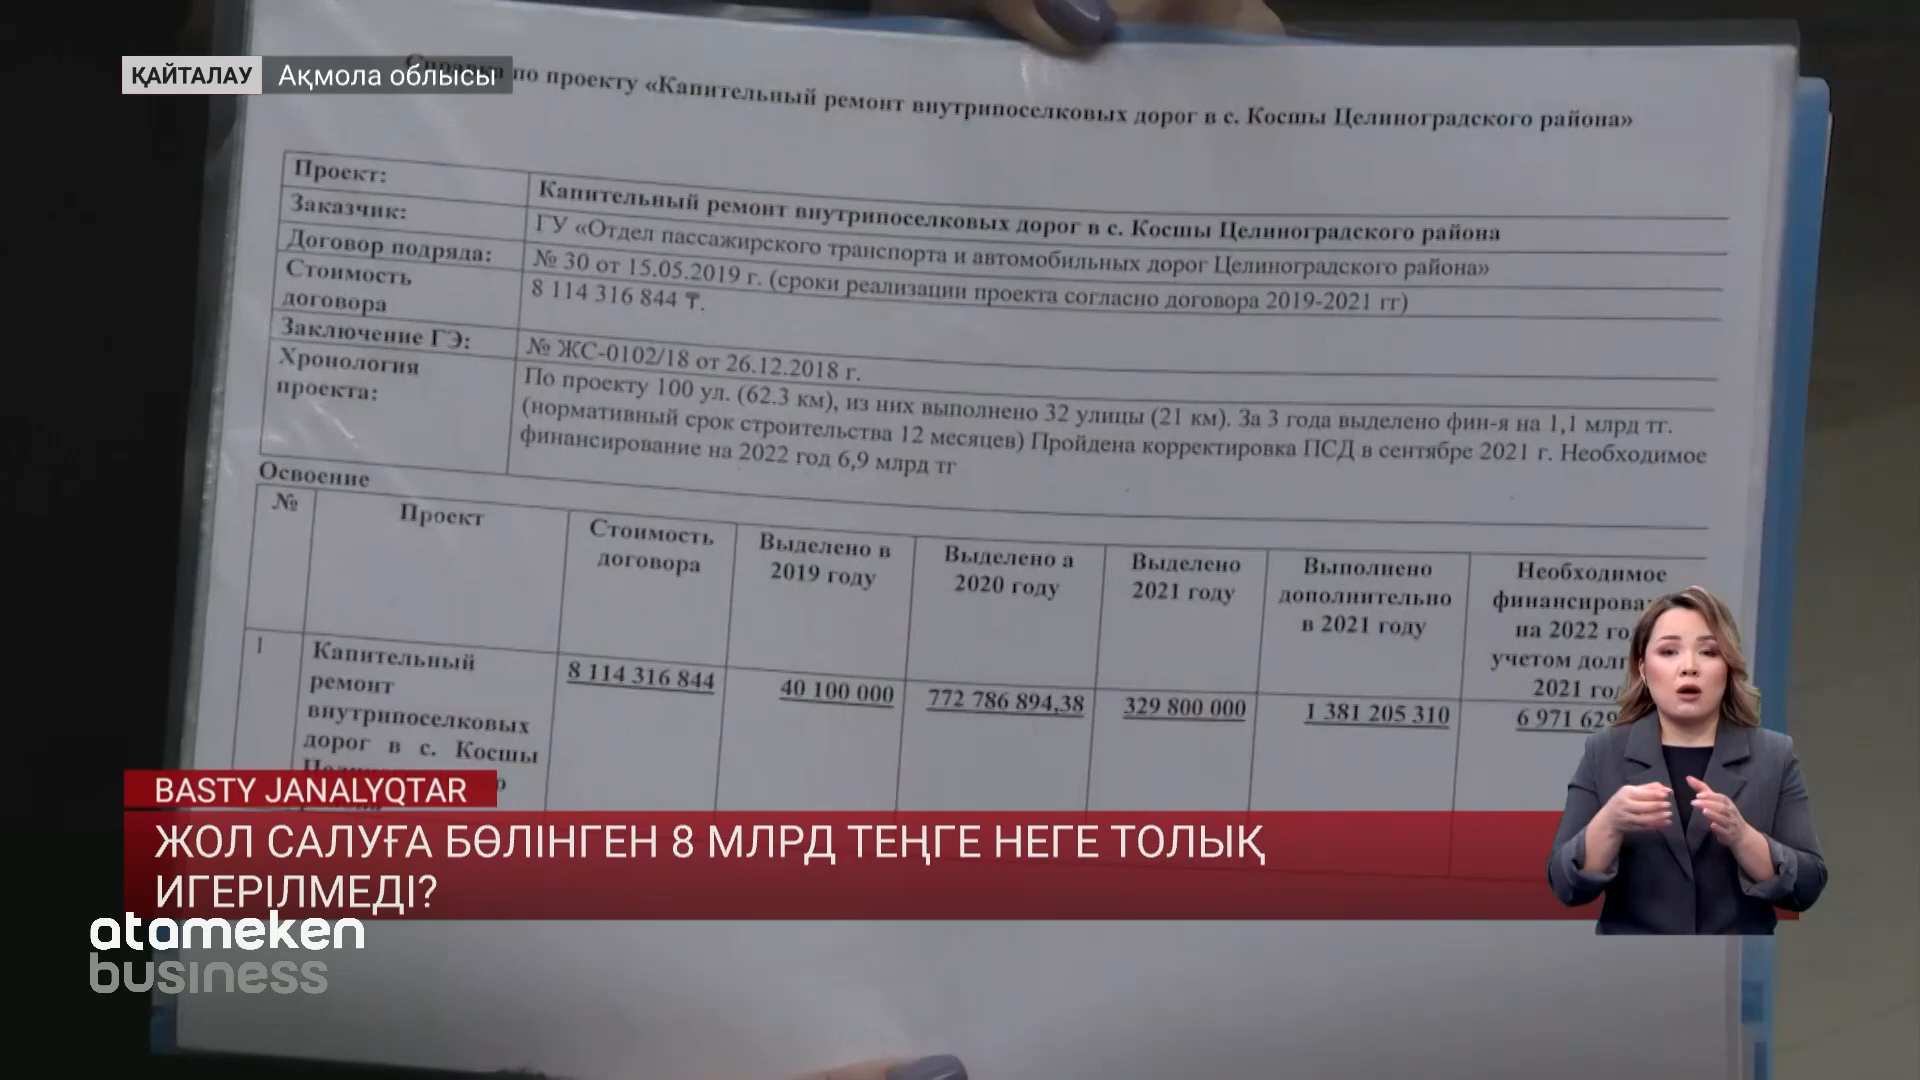 ҚАЙТАЛАУ Ақмола облысы
по проекту «Капительный ремонт внутрипоселковых дорог в с. Косшы Целиноградского района»
Проект: Капительный ремонт внутрипоселковых дорог в с. Косшы Целиноградского района
Заказчик: ГУ «Отдел пассажирского транспорта и автомобильных дорог Целиноградского района»
Договор подряда: № 30 от 15.05.2019 г. (сроки реализации проекта согласно договора 2019-2021 гг)
Стоимость договора 8 114 316 844 ₸.
Заключение ГЭ: № ЖС-0102/18 от 26.12.2018 г.
Хронология проекта: По проекту 100 ул. (62.3 км), из них выполнено 32 улицы (21 км). За 3 года выделено фин-я на 1,1 млрд тг.
(нормативный срок строительства 12 месяцев) Пройдена корректировка ПСД в сентябре 2021 г. Необходимое
финансирование на 2022 год 6,9 млрд тг
Освоение
№
Проект
Стоимость
договора
Выделено в
2019 году
Выделено а
2020 году
Выделено
2021 году
Выполнено
дополнительно
в 2021 году
Необходимое
на 2022
учетом
2021
1
Капительный
ремонт
внутрипоселковых
дорог в с. Косшы
8 114 316 844
40 100 000
772 786 894,38
329 800 000
1 381 205 310
6 971
BASTY JANALYQTAR
ЖОЛ САЛУҒА БӨЛІНГЕН 8 МЛРД ТЕҢГЕ НЕГЕ ТОЛЫҚ
ИГЕРІЛМЕДІ?
atameken
business